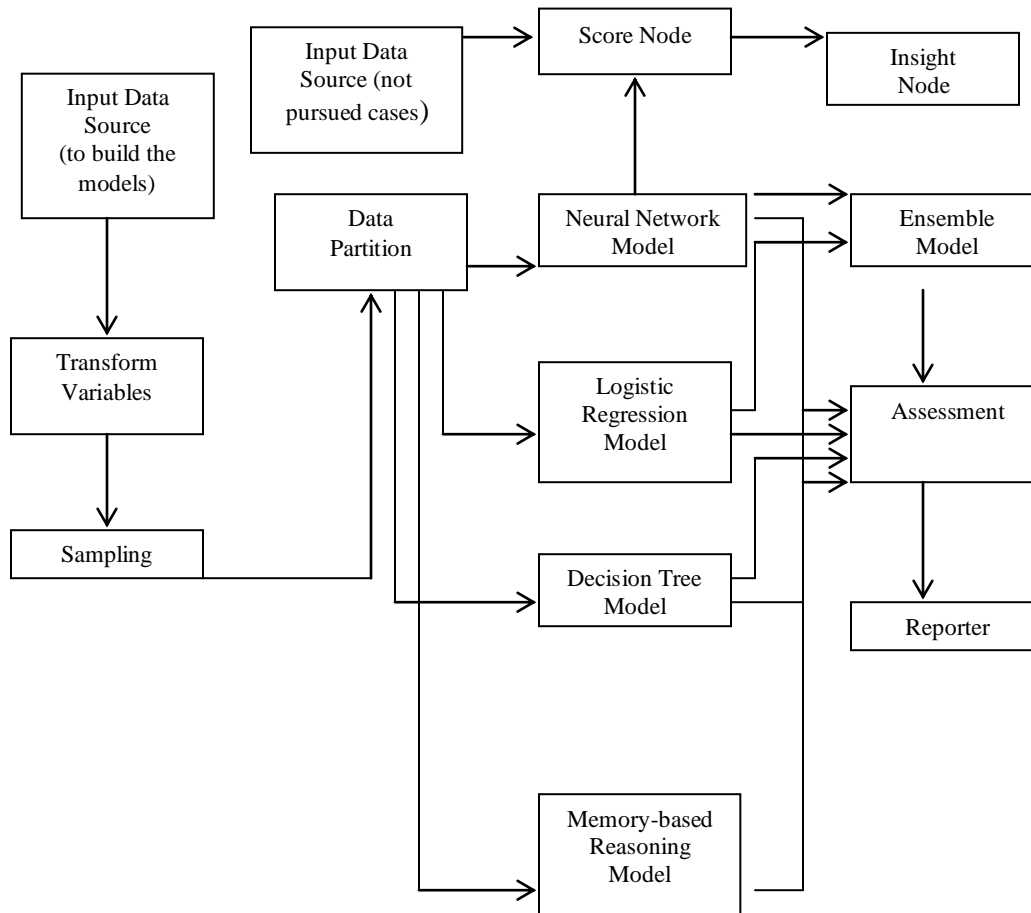 Input Data
Source
(to build the
models)
Input Data
Source (not
pursued cases)
Score Node
Insight
Node
Data
Partition
Neural Network
Model
Ensemble
Model
Transform
Variables
Logistic
Regression
Model
Assessment
Sampling
Decision Tree
Model
Reporter
Memory-based
Reasoning
Model